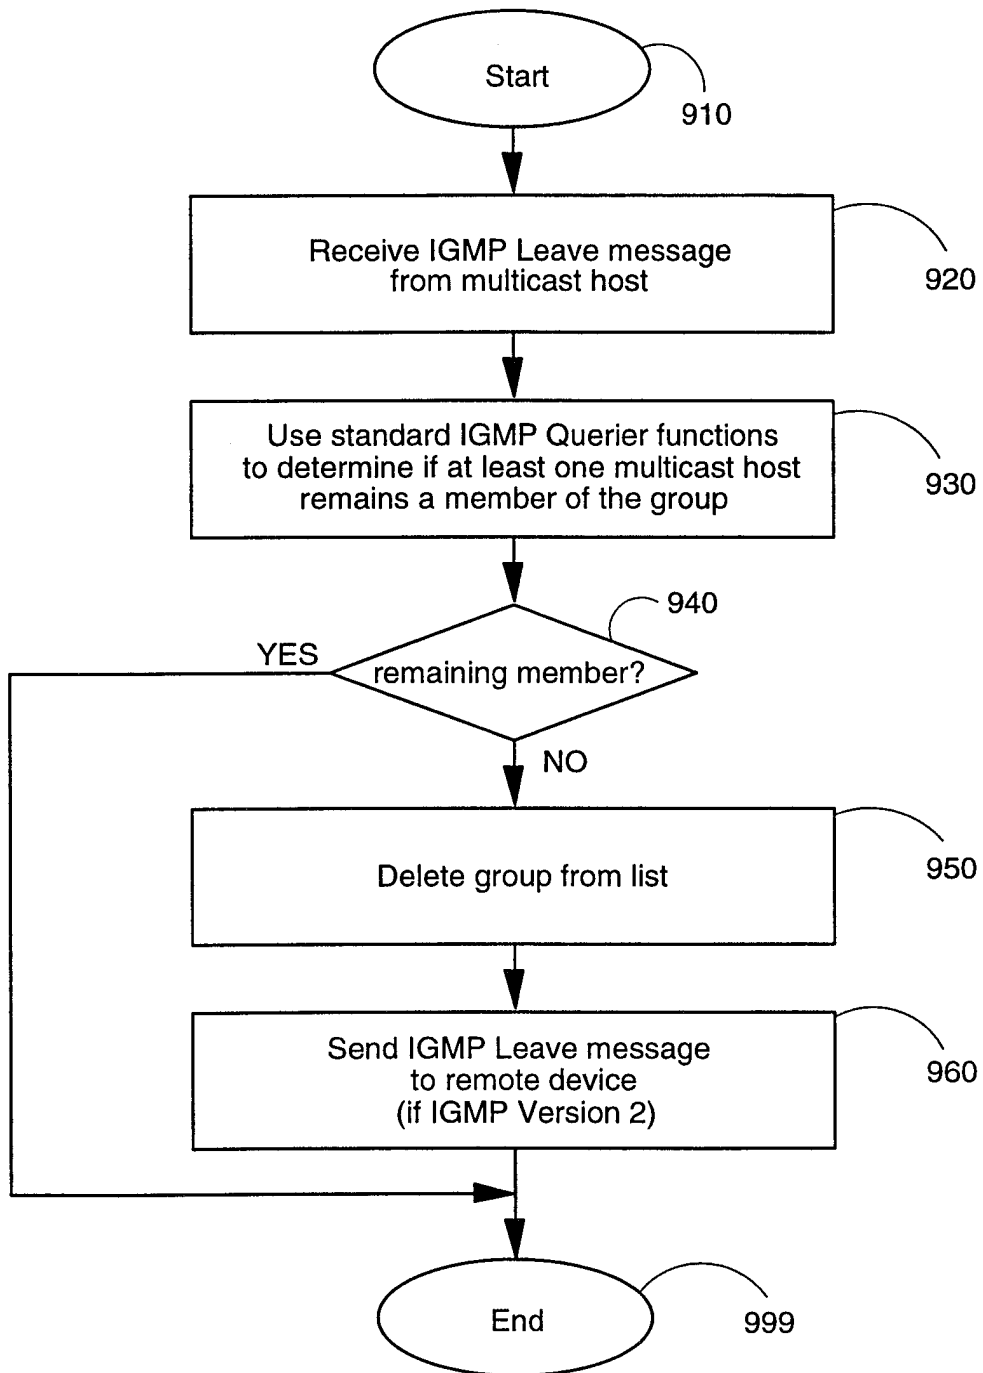 Start
910
Receive IGMP Leave message
from multicast host
920
Use standard IGMP Querier functions
to determine if at least one multicast host
remains a member of the group
930
940
YES
remaining member?
NO
Delete group from list
950
Send IGMP Leave message
to remote device
(if IGMP Version 2)
960
End
999